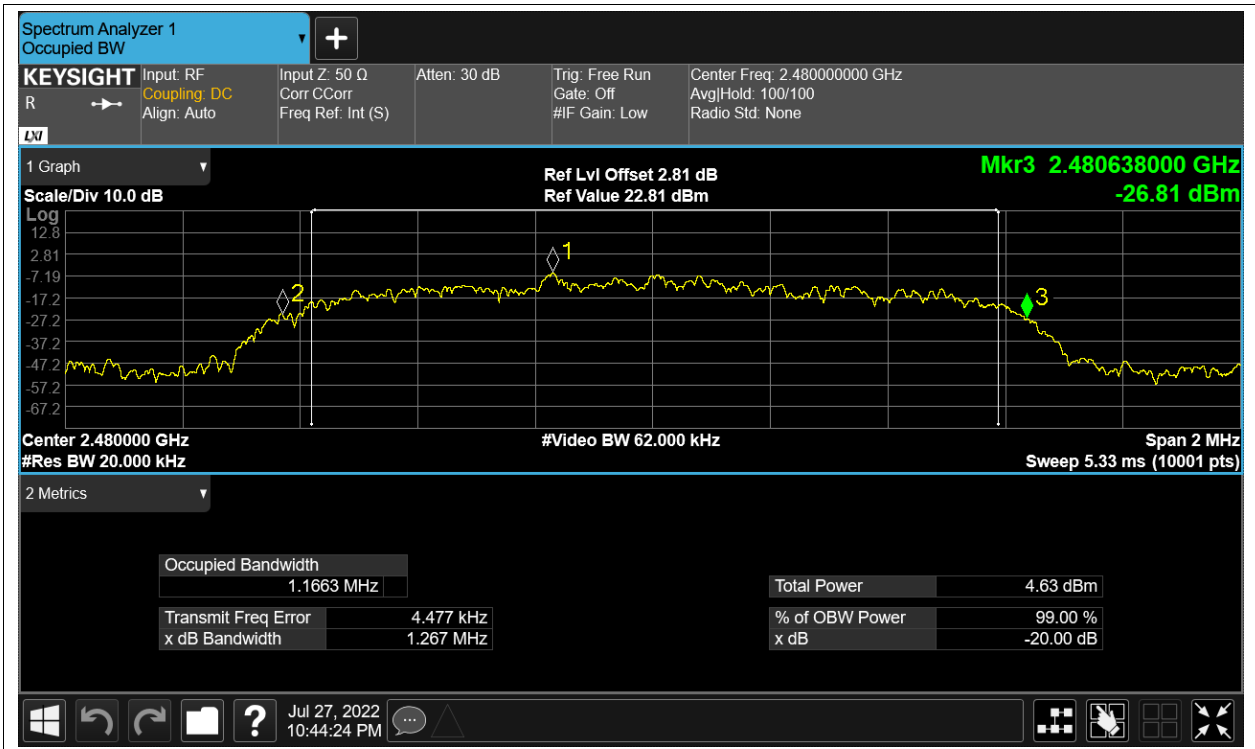 Spectrum Analyzer 1
Occupied BW
KEYSIGHT
R
LXI
Input: RF
Coupling: DC
Align: Auto
Input Z: 50 Ω
Corr CCorr
Freq Ref: Int (S)
Atten: 30 dB
Trig: Free Run
Gate: Off
#IF Gain: Low
Center Freq: 2.480000000 GHz
Avg|Hold: 100/100
Radio Std: None
1 Graph
Scale/Div 10.0 dB
Ref Lvl Offset 2.81 dB
Ref Value 22.81 dBm
Mkr3 2.480638000 GHz
-26.81 dBm
Log
12.8
2.81
-7.19
-17.2
-27.2
-37.2
-47.2
-57.2
-67.2
1
2
3
Center 2.480000 GHz
#Res BW 20.000 kHz
#Video BW 62.000 kHz
Span 2 MHz
Sweep 5.33 ms (10001 pts)
2 Metrics
Occupied Bandwidth
1.1663 MHz
Transmit Freq Error 4.477 kHz
x dB Bandwidth 1.267 MHz
Total Power 4.63 dBm
% of OBW Power 99.00 %
x dB -20.00 dB
?
Jul 27, 2022
10:44:24 PM